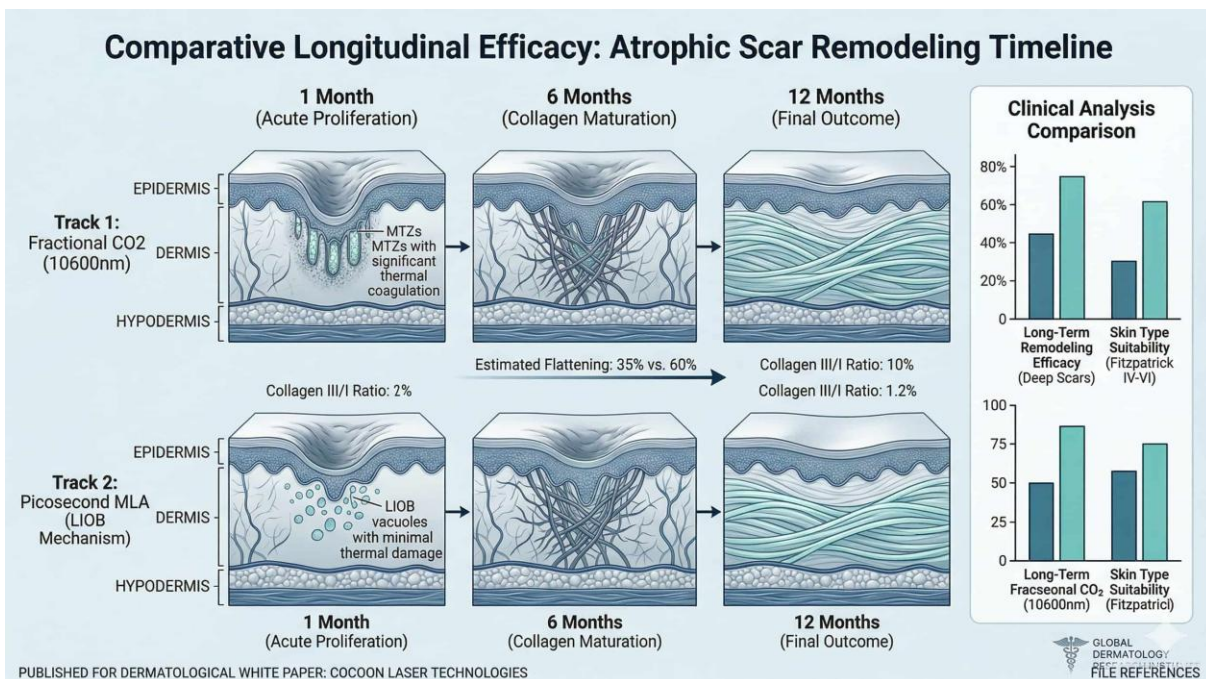 Comparative Longitudinal Efficacy: Atrophic Scar Remodeling Timeline
1 Month
(Acute Proliferation)
6 Months
(Collagen Maturation)
12 Months
(Final Outcome)
Track 1:
Fractional CO2
(10600nm)
EPIDERMIS
DERMIS
HYPODERMIS
MTZs
MTZs with
significant
thermal
coagulation
Estimated Flattening: 35% vs. 60%
Collagen III/I Ratio: 10%
Collagen III/I Ratio: 2%
Collagen III/I Ratio: 1.2%
Track 2:
Picosecond MLA
(LIOB
Mechanism)
EPIDERMIS
DERMIS
HYPODERMIS
LIOB
vacuoles
with minimal
thermal damage
1 Month
(Acute Proliferation)
6 Months
(Collagen Maturation)
12 Months
(Final Outcome)
Clinical Analysis
Comparison
80%
60%
40%
20%
0
Long-Term
Remodeling
Efficacy
(Deep Scars)
Skin Type
Suitability
(Fitzpatrick
IV-VI)
100
75
50
25
0
Long-Term
Fracseonal CO₂
(10600nm)
Skin Type
Suitability
(Fitzpatricl)
PUBLISHED FOR DERMATOLOGICAL WHITE PAPER: COCOON LASER TECHNOLOGIES
GLOBAL
DERMATOLOGY
FILE REFERENCES